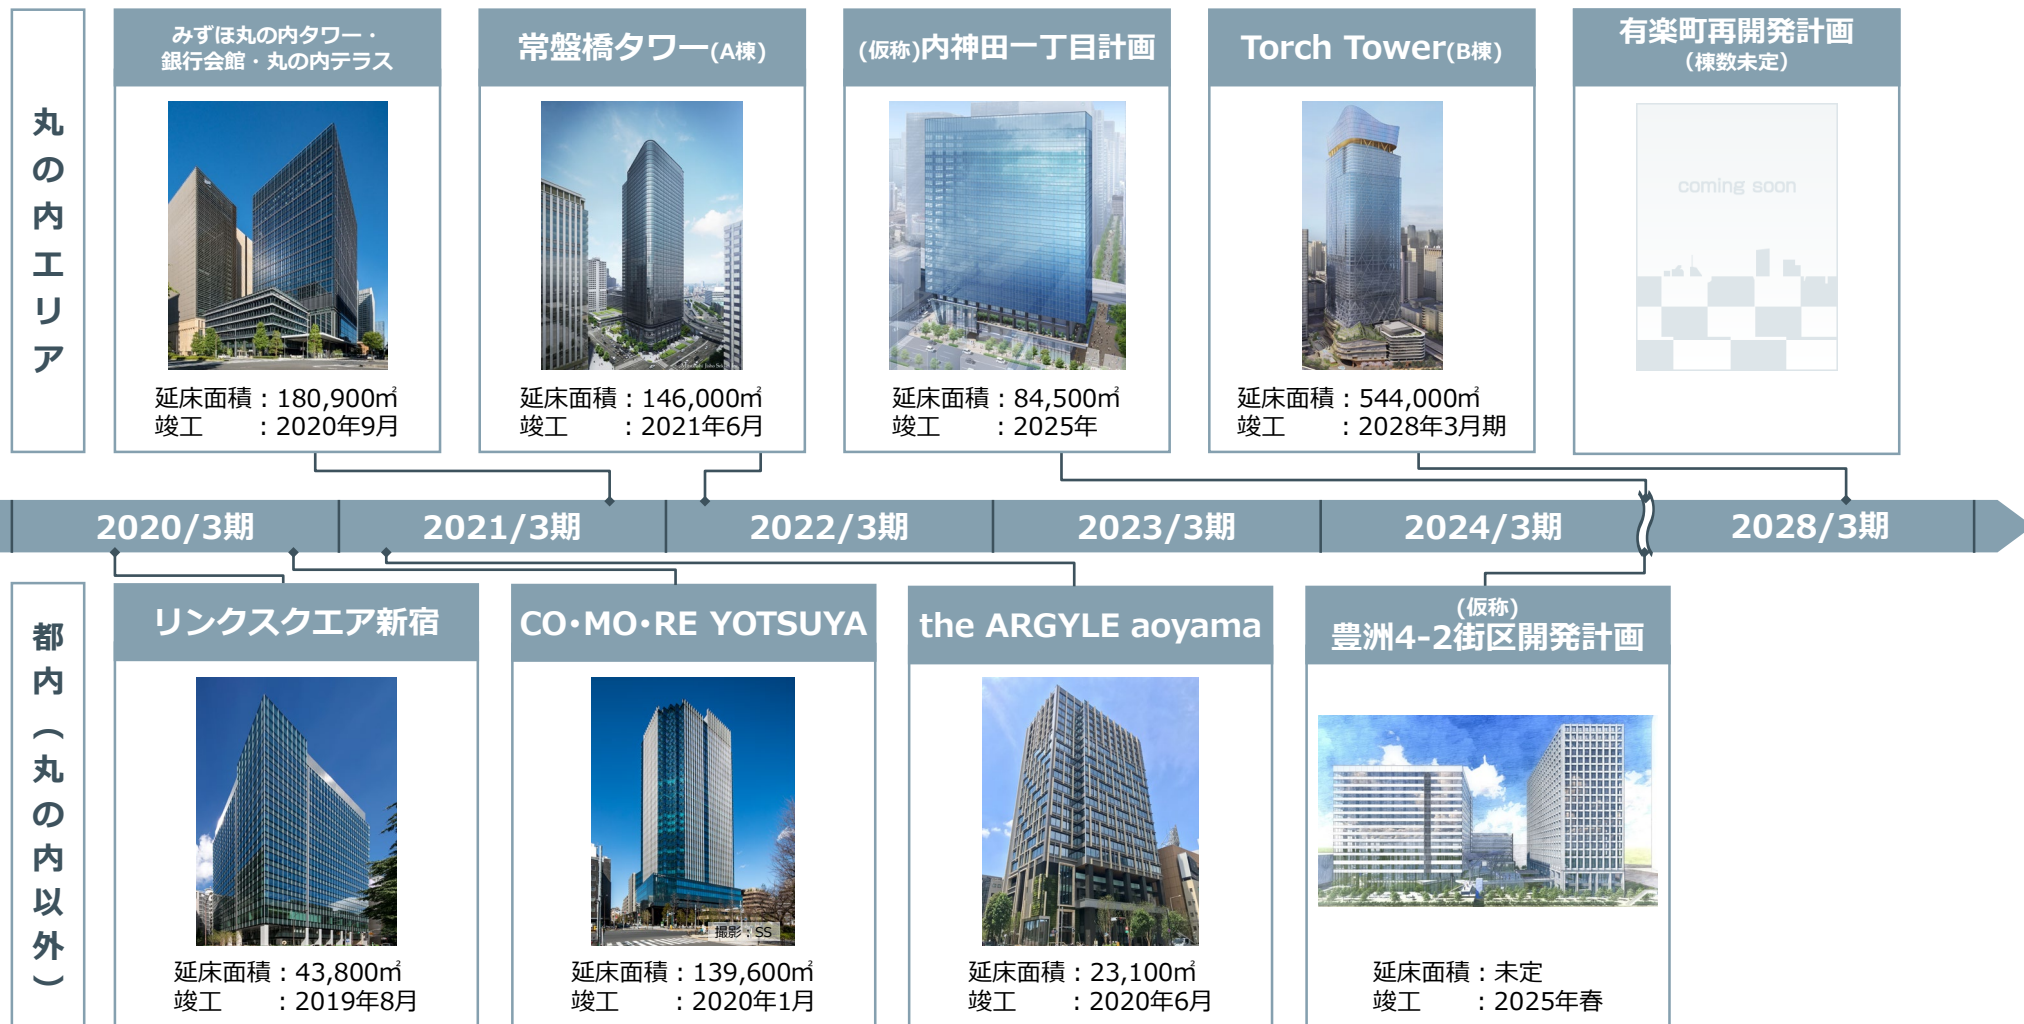 丸の内エリア
みずほ丸の内タワー・
銀行会館・丸の内テラス
延床面積：180,900㎡
竣工　　：2020年9月
常盤橋タワー(A棟)
延床面積：146,000㎡
竣工　　：2021年6月
(仮称)内神田一丁目計画
延床面積：84,500㎡
竣工　　：2025年
Torch Tower(B棟)
延床面積：544,000㎡
竣工　　：2028年3月期
有楽町再開発計画
（棟数未定）
coming soon
2020/3期
2021/3期
2022/3期
2023/3期
2024/3期
2028/3期
都内（丸の内以外）
リンクスクエア新宿
延床面積：43,800㎡
竣工　　：2019年8月
CO･MO･RE YOTSUYA
撮影：SS
延床面積：139,600㎡
竣工　　：2020年1月
the ARGYLE aoyama
延床面積：23,100㎡
竣工　　：2020年6月
(仮称)
豊洲4-2街区開発計画
延床面積：未定
竣工　　：2025年春